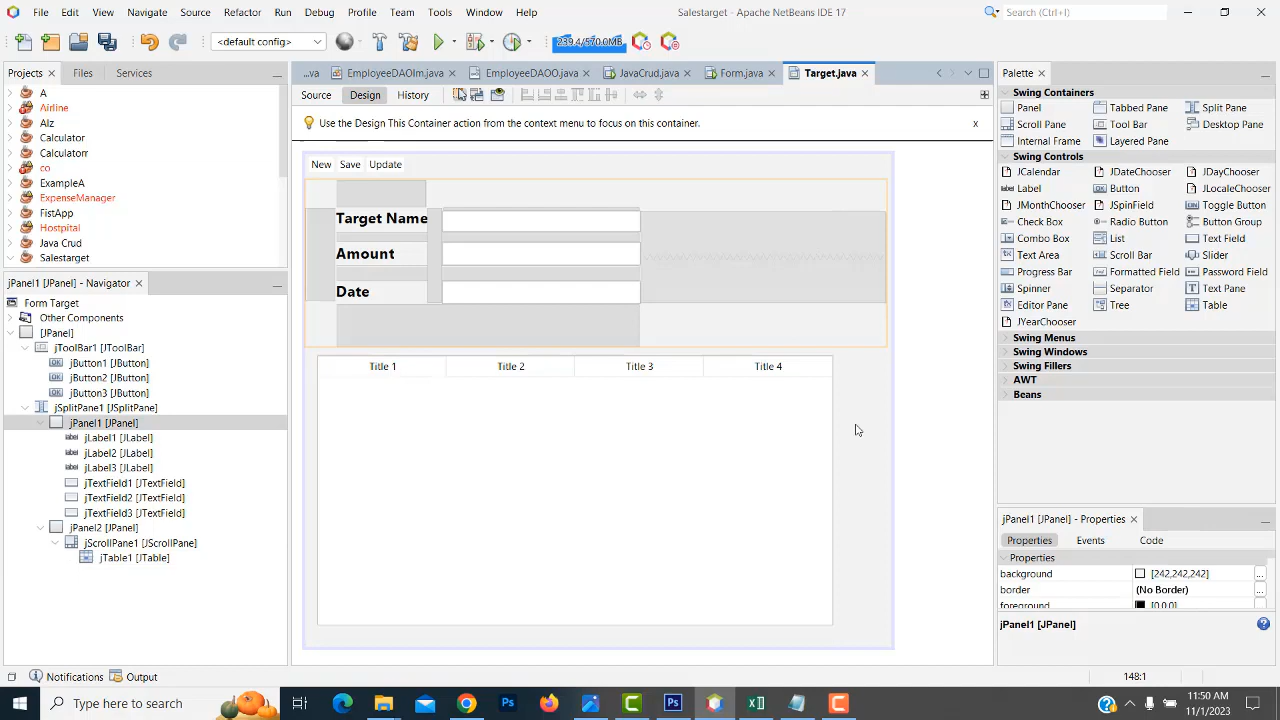 File Edit View Navigate Source Refactor Run Debug Profile Team Tools Window Help Salestarget - Apache NetBeans IDE 17 Search (Ctrl+I)
<default config> 239.4/570.0MB
Projects Files Services ...va EmployeeDAOIm.java EmployeeDAOO.java JavaCrud.java Form.java Target.java Palette
Source Design History
Use the Design This Container action from the context menu to focus on this container. x
A
Airline
Alz
Calculator
Calculatorr
co
ExampleA
ExpenseManager
FistApp
Hostpital
Java Crud
Salestarget
jPanel1 [JPanel] - Navigator
Form Target
Other Components
[JPanel]
jToolBar1 [JToolBar]
jButton1 [JButton]
jButton2 [JButton]
jButton3 [JButton]
jSplitPane1 [JSplitPane]
jPanel1 [JPanel]
jLabel1 [JLabel]
jLabel2 [JLabel]
jLabel3 [JLabel]
jTextField1 [JTextField]
jTextField2 [JTextField]
jTextField3 [JTextField]
jPanel2 [JPanel]
jScrollPane1 [JScrollPane]
jTable1 [JTable]
New Save Update
Target Name
Amount
Date
Title 1 Title 2 Title 3 Title 4
Swing Containers
Panel Tabbed Pane Split Pane
Scroll Pane Tool Bar Desktop Pane
Internal Frame Layered Pane
Swing Controls
JCalendar JDateChooser JDayChooser
Label Button JLocaleChooser
JMonthChooser JSpinField Toggle Button
Check Box Radio Button Button Group
Combo Box List Text Field
Text Area Scroll Bar Slider
Progress Bar Formatted Field Password Field
Spinner Separator Text Pane
Editor Pane Tree Table
JYearChooser
Swing Menus
Swing Windows
Swing Fillers
AWT
Beans
jPanel1 [JPanel] - Properties
Properties Events Code
Properties
background [242,242,242] ...
border (No Border) ...
foreground [0,0,0] ...
jPanel1 [JPanel]
Notifications Output 148:1
Type here to search 11:50 AM
11/1/2023